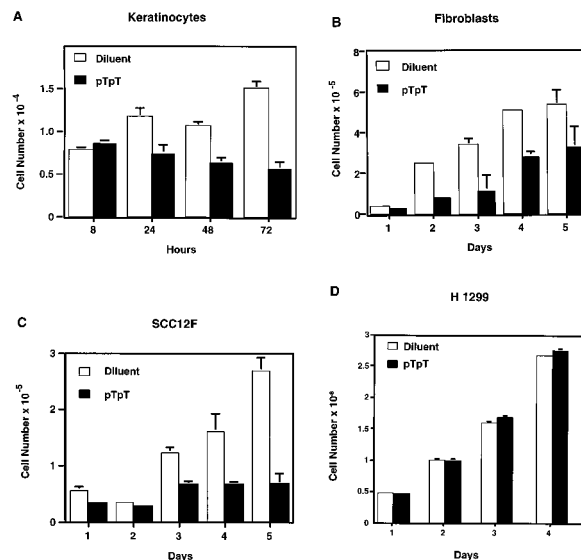 A
Keratinocytes
Diluent
pTpT
Cell Number x 10⁻⁴
1.5
1.0
0.5
0
8 24 48 72
Hours
B
Fibroblasts
Diluent
pTpT
Cell Number x 10⁻⁵
8
6
4
2
0
1 2 3 4 5
Days
C
SCC12F
Diluent
pTpT
Cell Number x 10⁻⁵
3
2
1
0
1 2 3 4 5
Days
D
H 1299
Diluent
pTpT
Cell Number x 10
3
2.5
2
1.5
1
0.5
0
1 2 3 4
Days